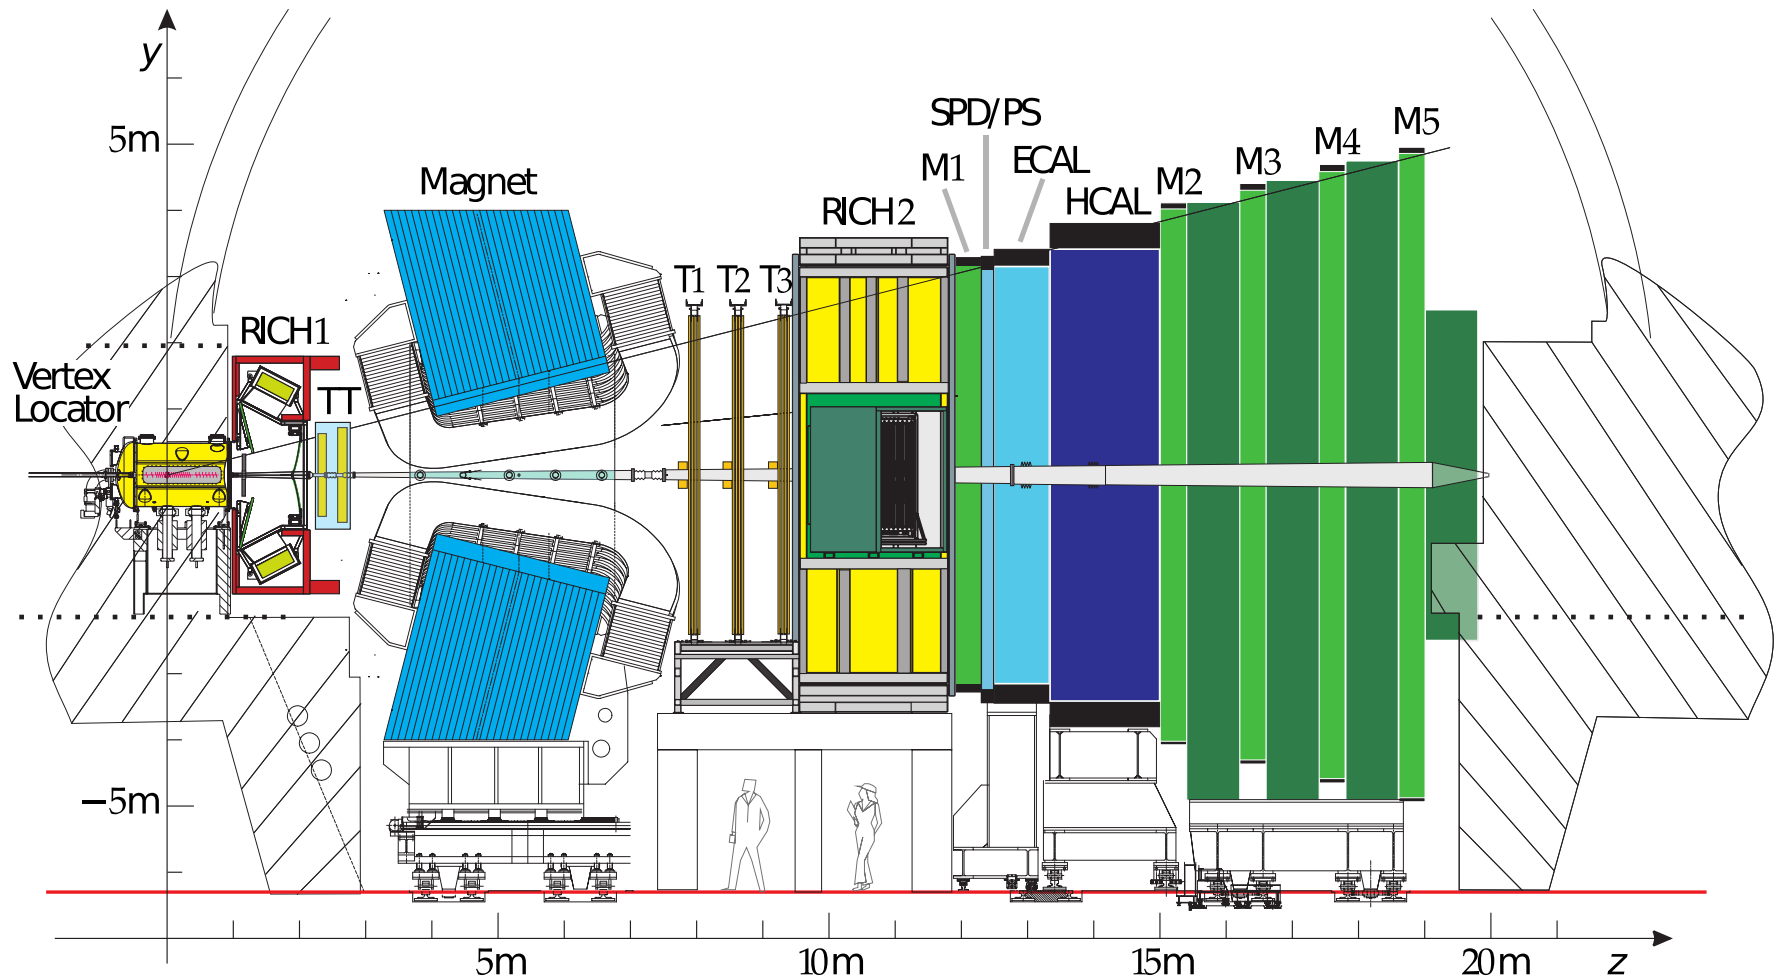 y
5m
SPD/PS
M5
M4
M3
ECAL
M1
M2
Magnet
HCAL
RICH2
T1
T2
T3
RICH1
Vertex
Locator
TT
−5m
5m
10m
15m
20m
z